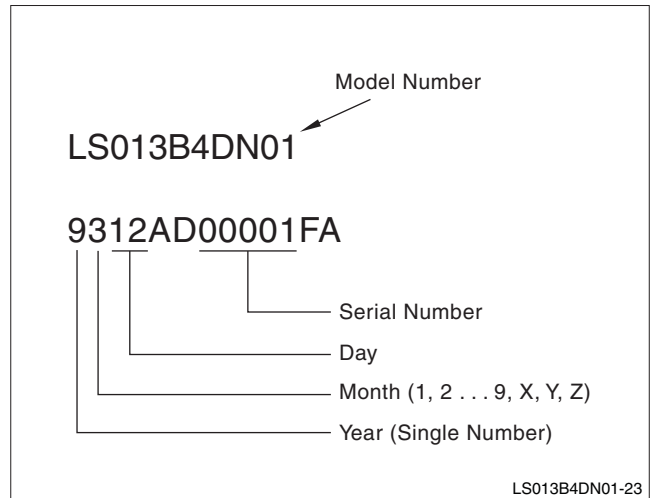 Model Number
LS013B4DN01
9312AD00001FA
Serial Number
Day
Month (1, 2 . . . 9, X, Y, Z)
Year (Single Number)
LS013B4DN01-23